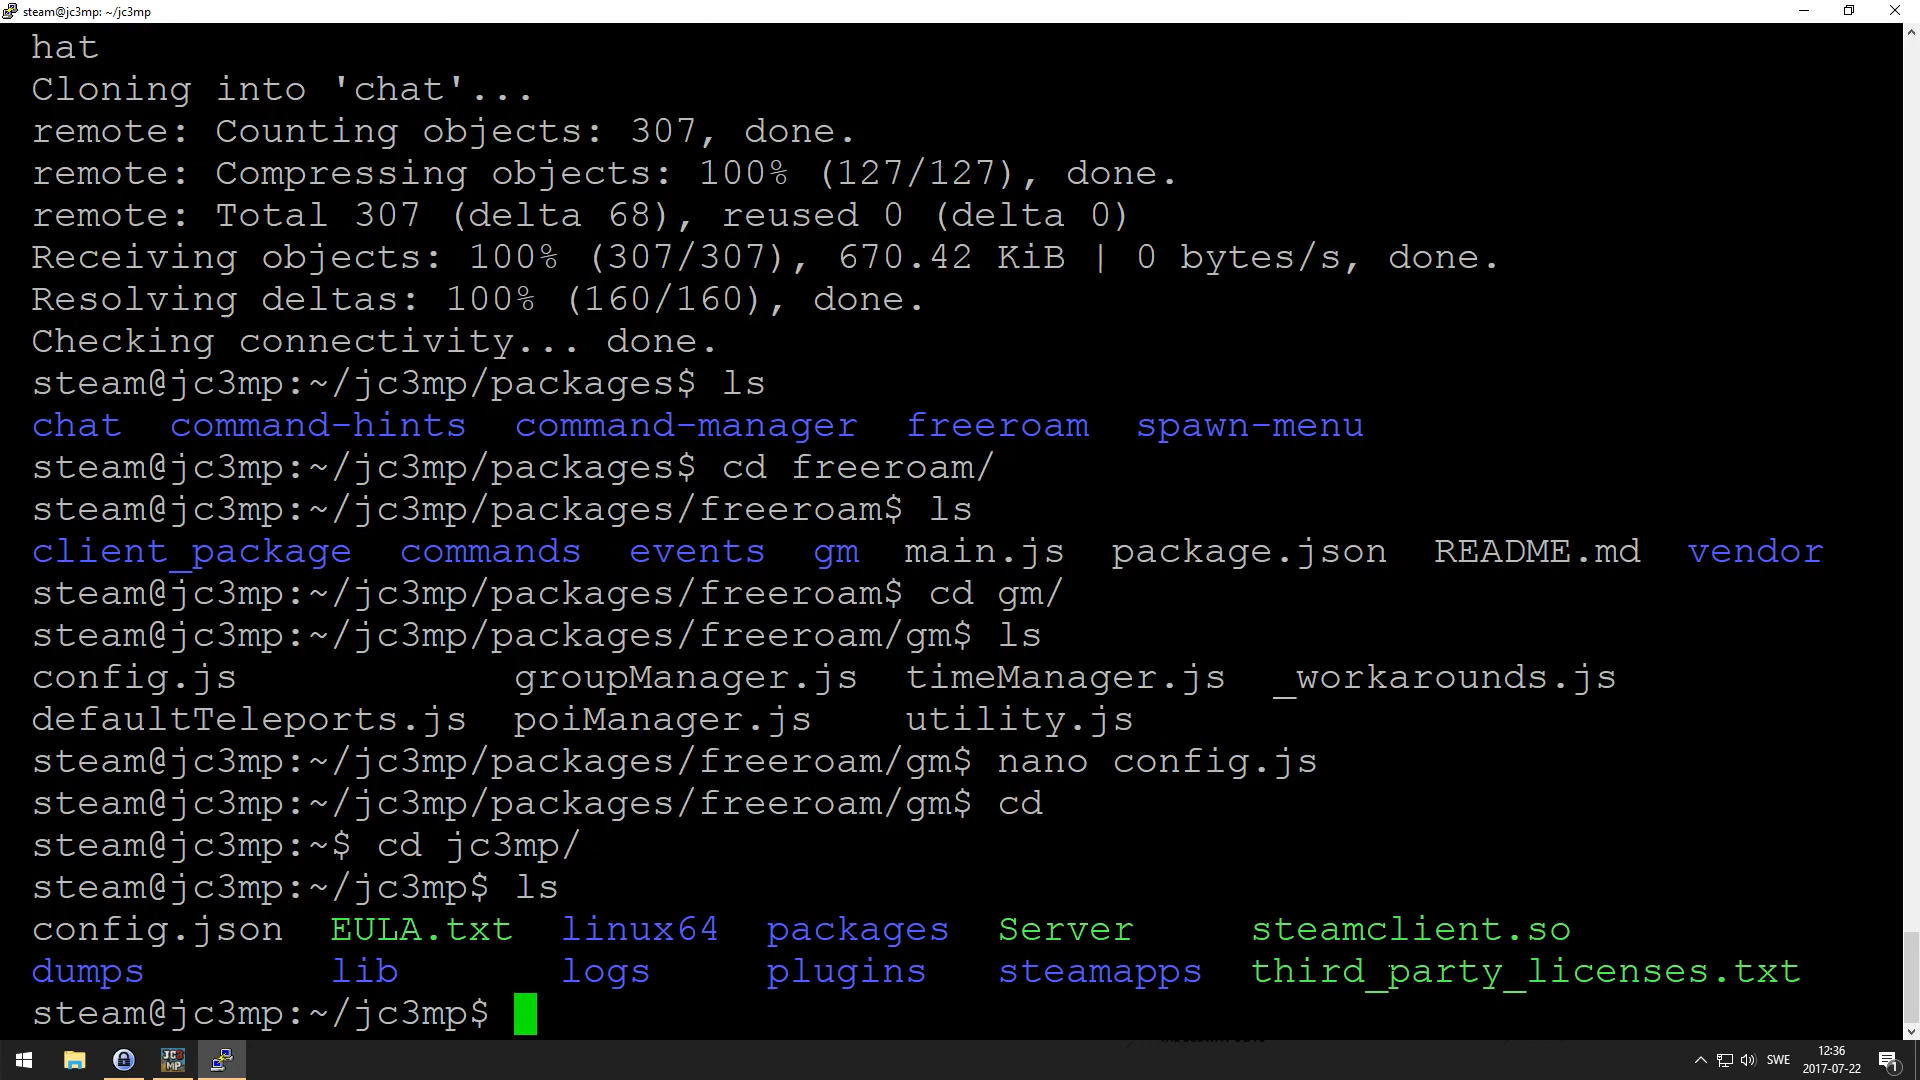 steam@jc3mp: ~/jc3mp
hat
Cloning into 'chat'...
remote: Counting objects: 307, done.
remote: Compressing objects: 100% (127/127), done.
remote: Total 307 (delta 68), reused 0 (delta 0)
Receiving objects: 100% (307/307), 670.42 KiB | 0 bytes/s, done.
Resolving deltas: 100% (160/160), done.
Checking connectivity... done.
steam@jc3mp:~/jc3mp/packages$ ls
chat  command-hints  command-manager  freeroam  spawn-menu
steam@jc3mp:~/jc3mp/packages$ cd freeroam/
steam@jc3mp:~/jc3mp/packages/freeroam$ ls
client_package  commands  events  gm  main.js  package.json  README.md  vendor
steam@jc3mp:~/jc3mp/packages/freeroam$ cd gm/
steam@jc3mp:~/jc3mp/packages/freeroam/gm$ ls
config.js            groupManager.js  timeManager.js  _workarounds.js
defaultTeleports.js  poiManager.js    utility.js
steam@jc3mp:~/jc3mp/packages/freeroam/gm$ nano config.js
steam@jc3mp:~/jc3mp/packages/freeroam/gm$ cd
steam@jc3mp:~$ cd jc3mp/
steam@jc3mp:~/jc3mp$ ls
config.json  EULA.txt  linux64  packages  Server     steamclient.so
dumps        lib       logs     plugins   steamapps  third_party_licenses.txt
steam@jc3mp:~/jc3mp$
JC3 MP
SWE
12:36
2017-07-22
1